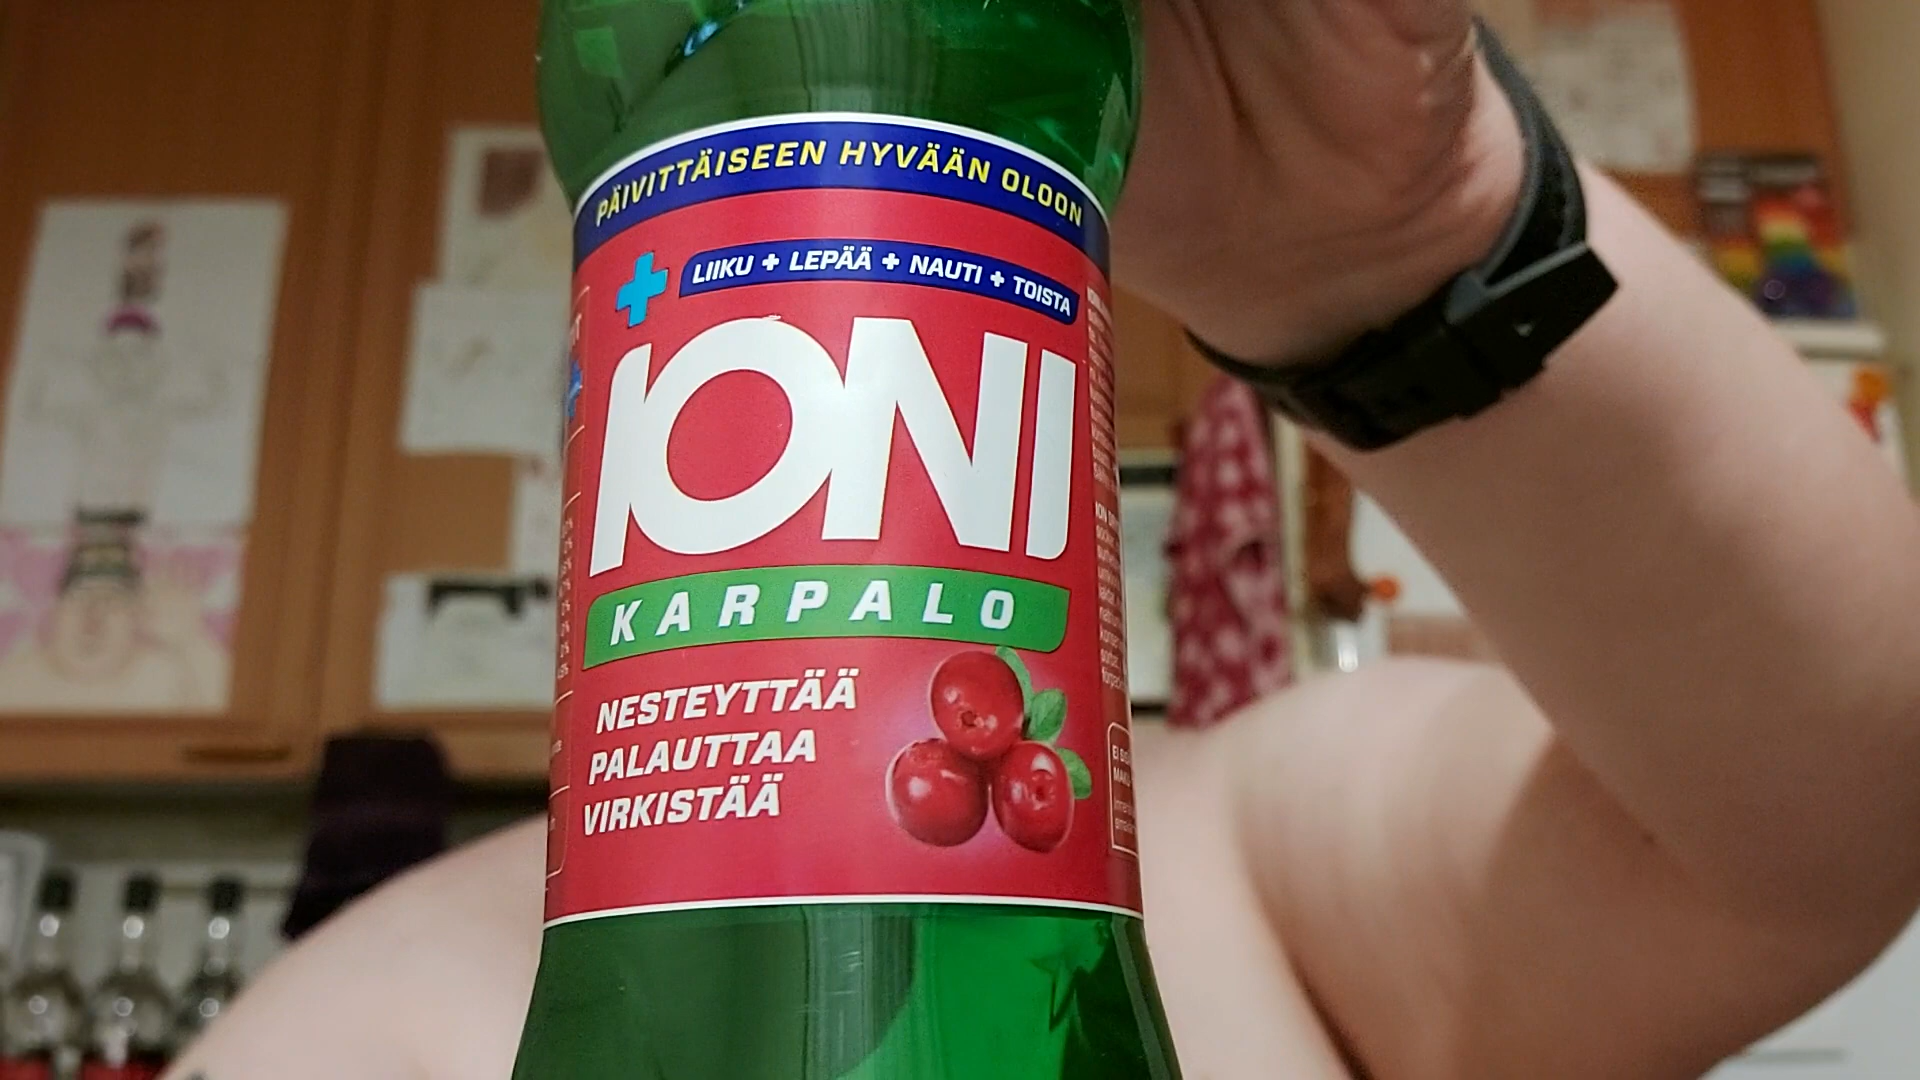 PÄIVITTÄISEEN HYVÄÄN OLOON
LIIKU + LEPÄÄ + NAUTI + TOISTA
IONI
KARPALO
NESTEYTTÄÄ
PALAUTTAA
VIRKISTÄÄ